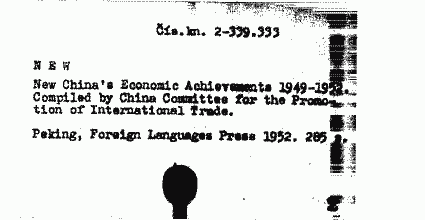 Čís.kn. 2-339.333
N E W
New China's Economic Achievements 1949-1952.
Compiled by China Committee for the Promo-
tion of International Trade.
Peking, Foreign Languages Press 1952. 285 s.